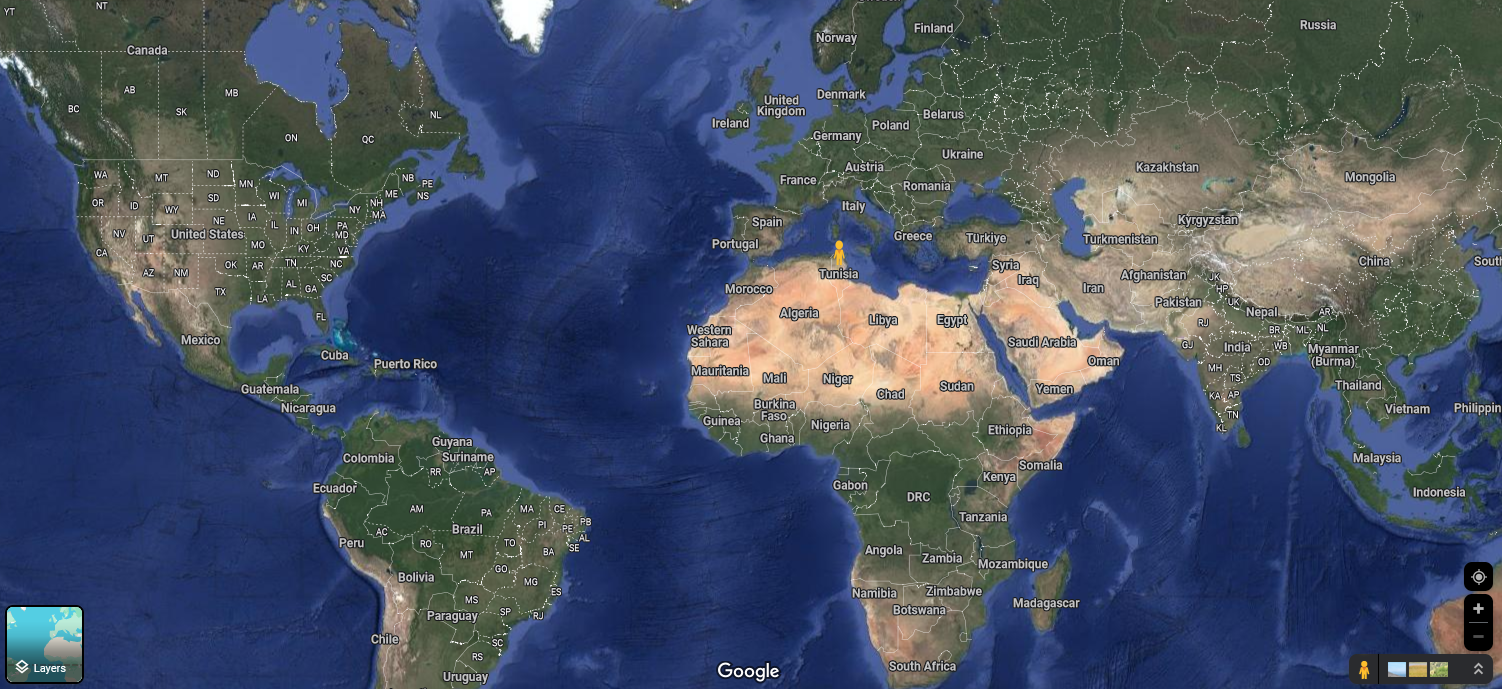 YT
NT
Canada
AB
MB
BC
SK
NL
ON
QC
NB
PE
NS
ME
WA
MT
ND
MN
OR
ID
SD
WI
MI
NY
NH
MA
WY
IA
NE
IL
IN
OH
PA
MD
NV
UT
United States
MO
KY
VA
CA
AZ
NM
OK
AR
TN
NC
SC
TX
AL
GA
LA
FL
Mexico
Cuba
Puerto Rico
Guatemala
Nicaragua
Guyana
Suriname
Colombia
RR
AP
Ecuador
AM
PA
MA
CE
Brazil
PI
PB
PE
AL
SE
AC
RO
TO
BA
Peru
MT
GO
Bolivia
MG
ES
MS
SP
RJ
Paraguay
Chile
SC
RS
Uruguay
Norway
Finland
Russia
United
Kingdom
Denmark
Ireland
Belarus
Poland
Germany
Ukraine
Austria
France
Romania
Kazakhstan
Mongolia
Italy
Spain
Portugal
Greece
Türkiye
Kyrgyzstan
Turkmenistan
China
South
Tunisia
Syria
Iraq
Iran
Afghanistan
JK
HP
UK
Pakistan
Nepal
AR
Morocco
Algeria
Libya
Egypt
Western
Sahara
Saudi Arabia
Oman
RJ
GJ
India
BR
ML
NL
WB
OD
Myanmar
(Burma)
Mauritania
Mali
Niger
Chad
Sudan
Yemen
MH
TS
KA
AP
TN
KL
Thailand
Vietnam
Philippin
Burkina
Faso
Guinea
Ghana
Nigeria
Ethiopia
Somalia
Kenya
Malaysia
Indonesia
Gabon
DRC
Tanzania
Angola
Zambia
Mozambique
Namibia
Zimbabwe
Botswana
Madagascar
South Africa
Layers
Google